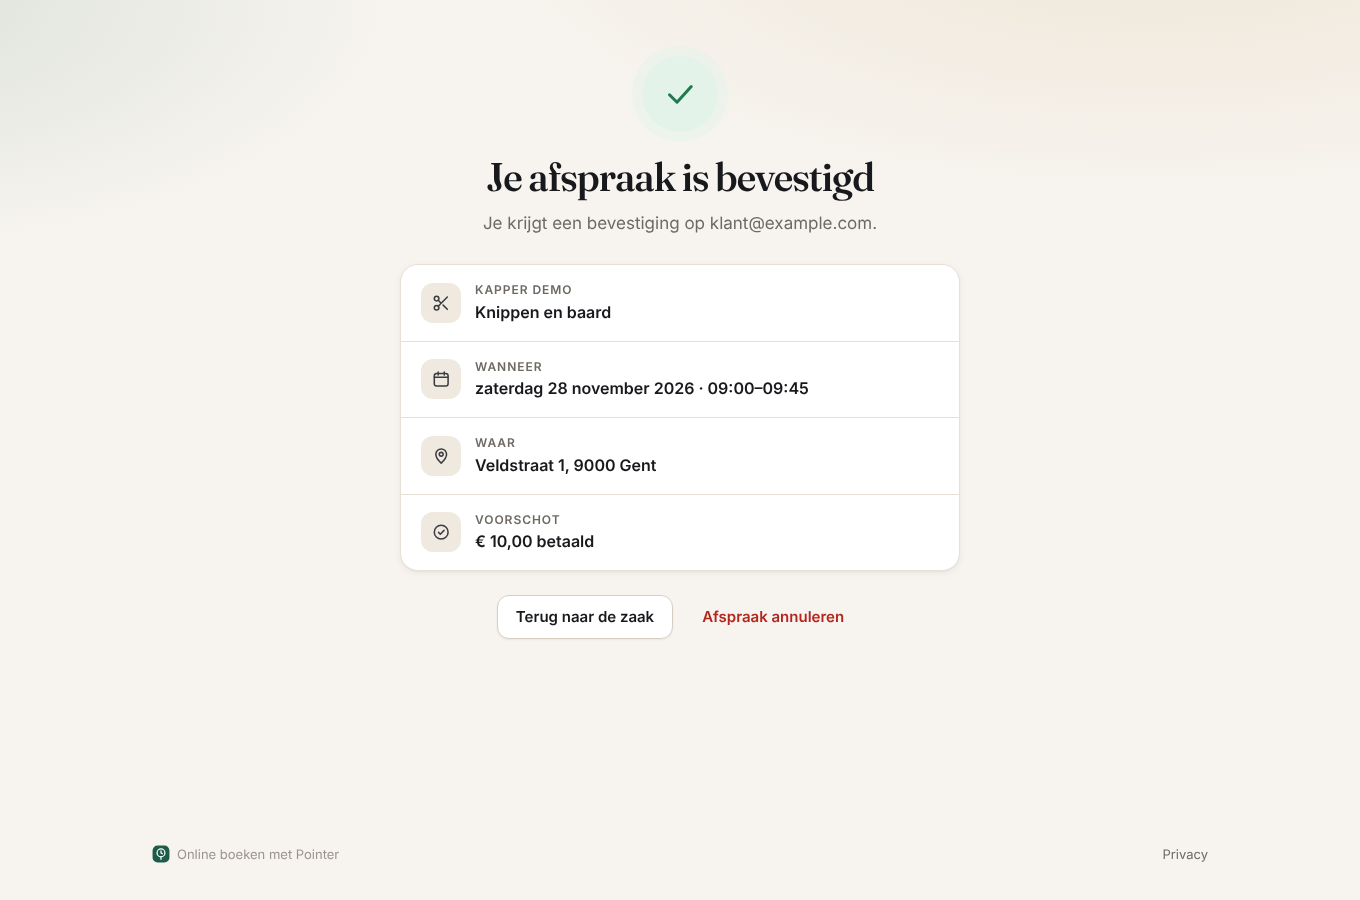 Je afspraak is bevestigd
Je krijgt een bevestiging op klant@example.com.
KAPPER DEMO
Knippen en baard
WANNEER
zaterdag 28 november 2026 · 09:00–09:45
WAAR
Veldstraat 1, 9000 Gent
VOORSCHOT
€ 10,00 betaald
Terug naar de zaak
Afspraak annuleren
Online boeken met Pointer
Privacy